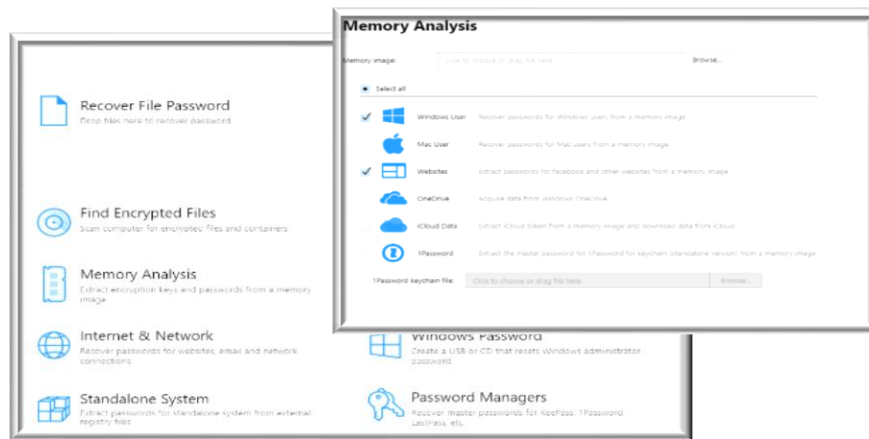 Memory Analysis
Memory image: Click to choose or drag file here Browse...
Select all
Windows User Recover passwords for Windows users from a memory image
Mac User Recover passwords for Mac users from a memory image
Websites Extract passwords for facebook and other websites from a memory image
OneDrive Acquire data from Windows OneDrive
iCloud Data Extract iCloud token from a memory image and download data from iCloud
1Password Extract the master password for 1Password for keychain (standalone version) from a memory image
1Password keychain file: Click to choose or drag file here Browse...
Recover File Password
Drop files here to recover password
Find Encrypted Files
Scan computer for encrypted files and containers
Memory Analysis
Extract encryption keys and passwords from a memory
image
Internet & Network
Recover passwords for websites, email and network
connections
Standalone System
Extract passwords for standalone system from external
registry files
Windows Password
Create a USB or CD that resets Windows administrator
password
Password Managers
Recover master passwords for KeePass, 1Password,
LastPass, etc.